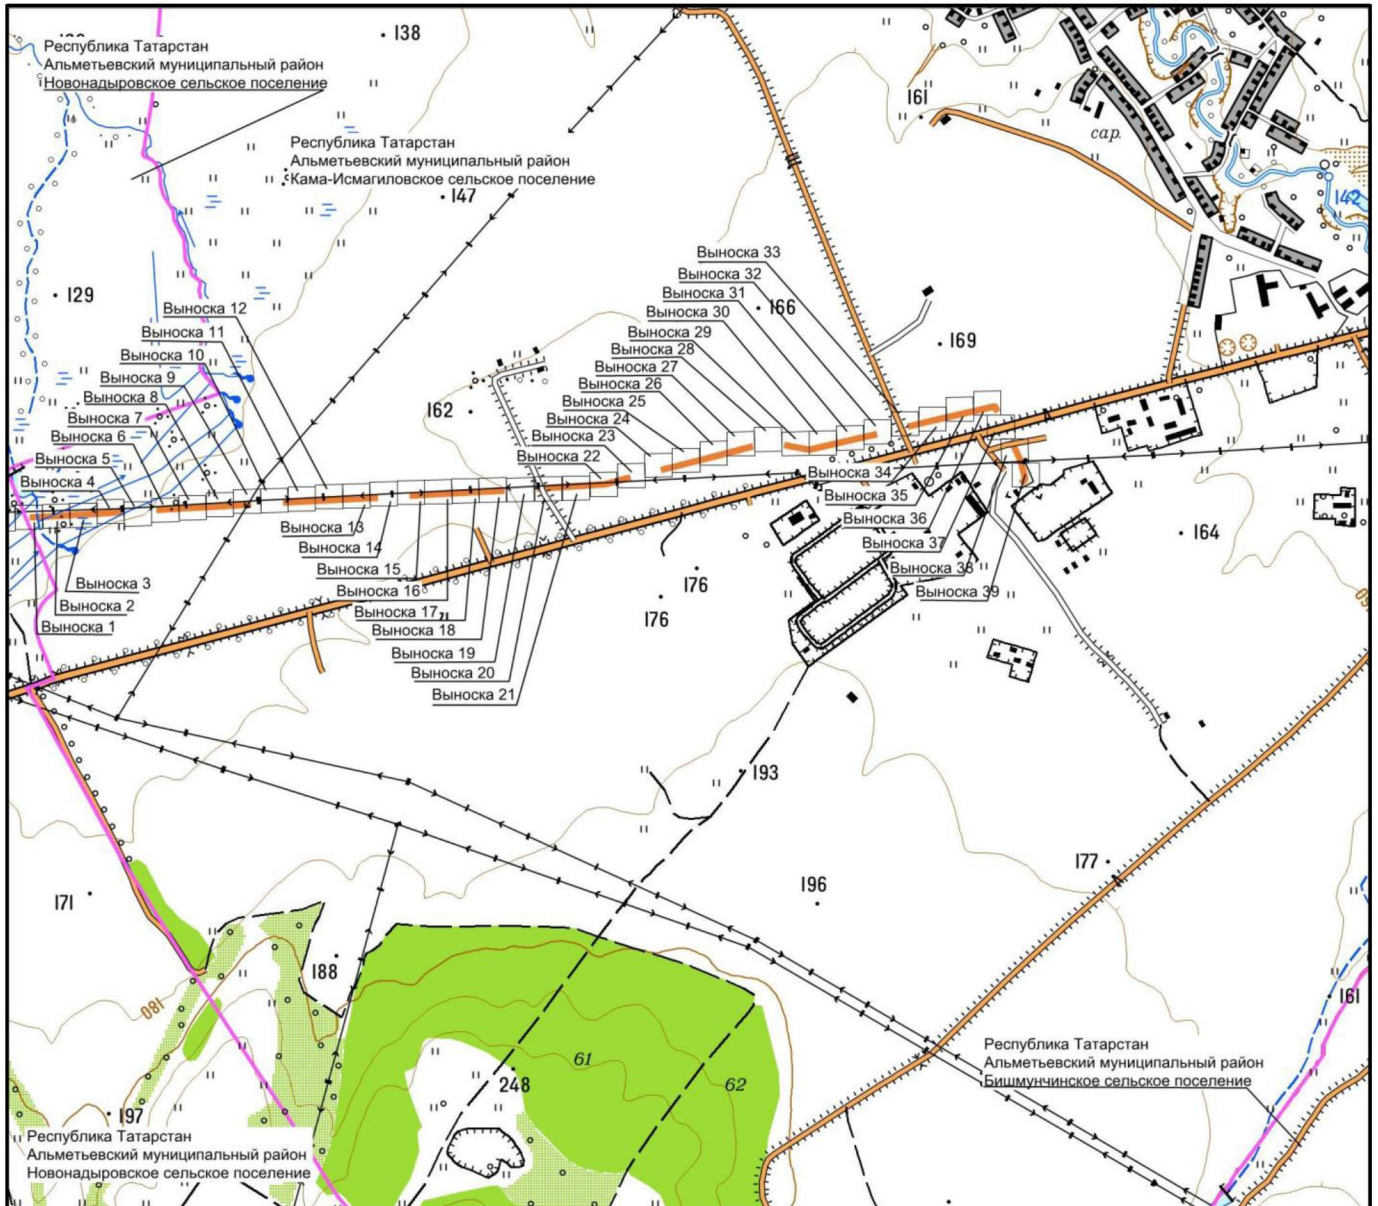 138
Республика Татарстан
Альметьевский муниципальный район
Новонадыровское сельское поселение
161
сар.
Республика Татарстан
Альметьевский муниципальный район
Кама-Исмагиловское сельское поселение
147
142
Выноска 33
Выноска 32
Выноска 31
129
Выноска 12
Выноска 30
166
Выноска 11
Выноска 29
169
Выноска 10
Выноска 28
Выноска 9
Выноска 27
Выноска 8
Выноска 26
Выноска 7
162
Выноска 25
Выноска 6
Выноска 24
Выноска 5
Выноска 23
Выноска 4
Выноска 22
Выноска 34
Выноска 35
Выноска 13
Выноска 36
Выноска 14
Выноска 37
164
Выноска 15
Выноска 38
Выноска 3
Выноска 16
176
Выноска 39
Выноска 2
Выноска 17
176
Выноска 1
Выноска 18
Выноска 19
Выноска 20
Выноска 21
193
177
171
196
188
180
161
Республика Татарстан
Альметьевский муниципальный район
Бишмунчинское сельское поселение
61
248
62
197
Республика Татарстан
Альметьевский муниципальный район
Новонадыровское сельское поселение